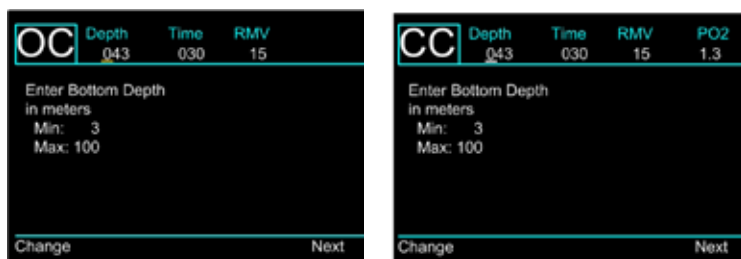 OC Depth Time RMV
043 030 15
Enter Bottom Depth
in meters
Min: 3
Max: 100
Change Next
CC Depth Time RMV PO2
043 030 15 1.3
Enter Bottom Depth
in meters
Min: 3
Max: 100
Change Next